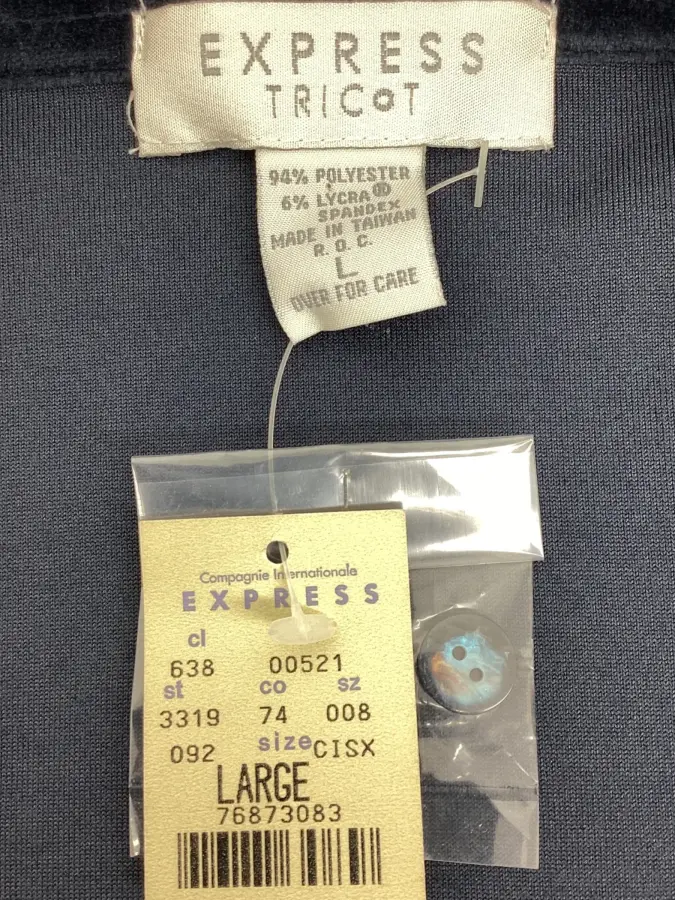 EXPRESS
TRICOT
94% POLYESTER
6% LYCRA®
SPANDEX
MADE IN TAIWAN
R. O. C.
L
OVER FOR CARE
Compagnie Internationale
EXPRESS
cl
638 00521
st co sz
3319 74 008
092 size CISX
LARGE
76873083